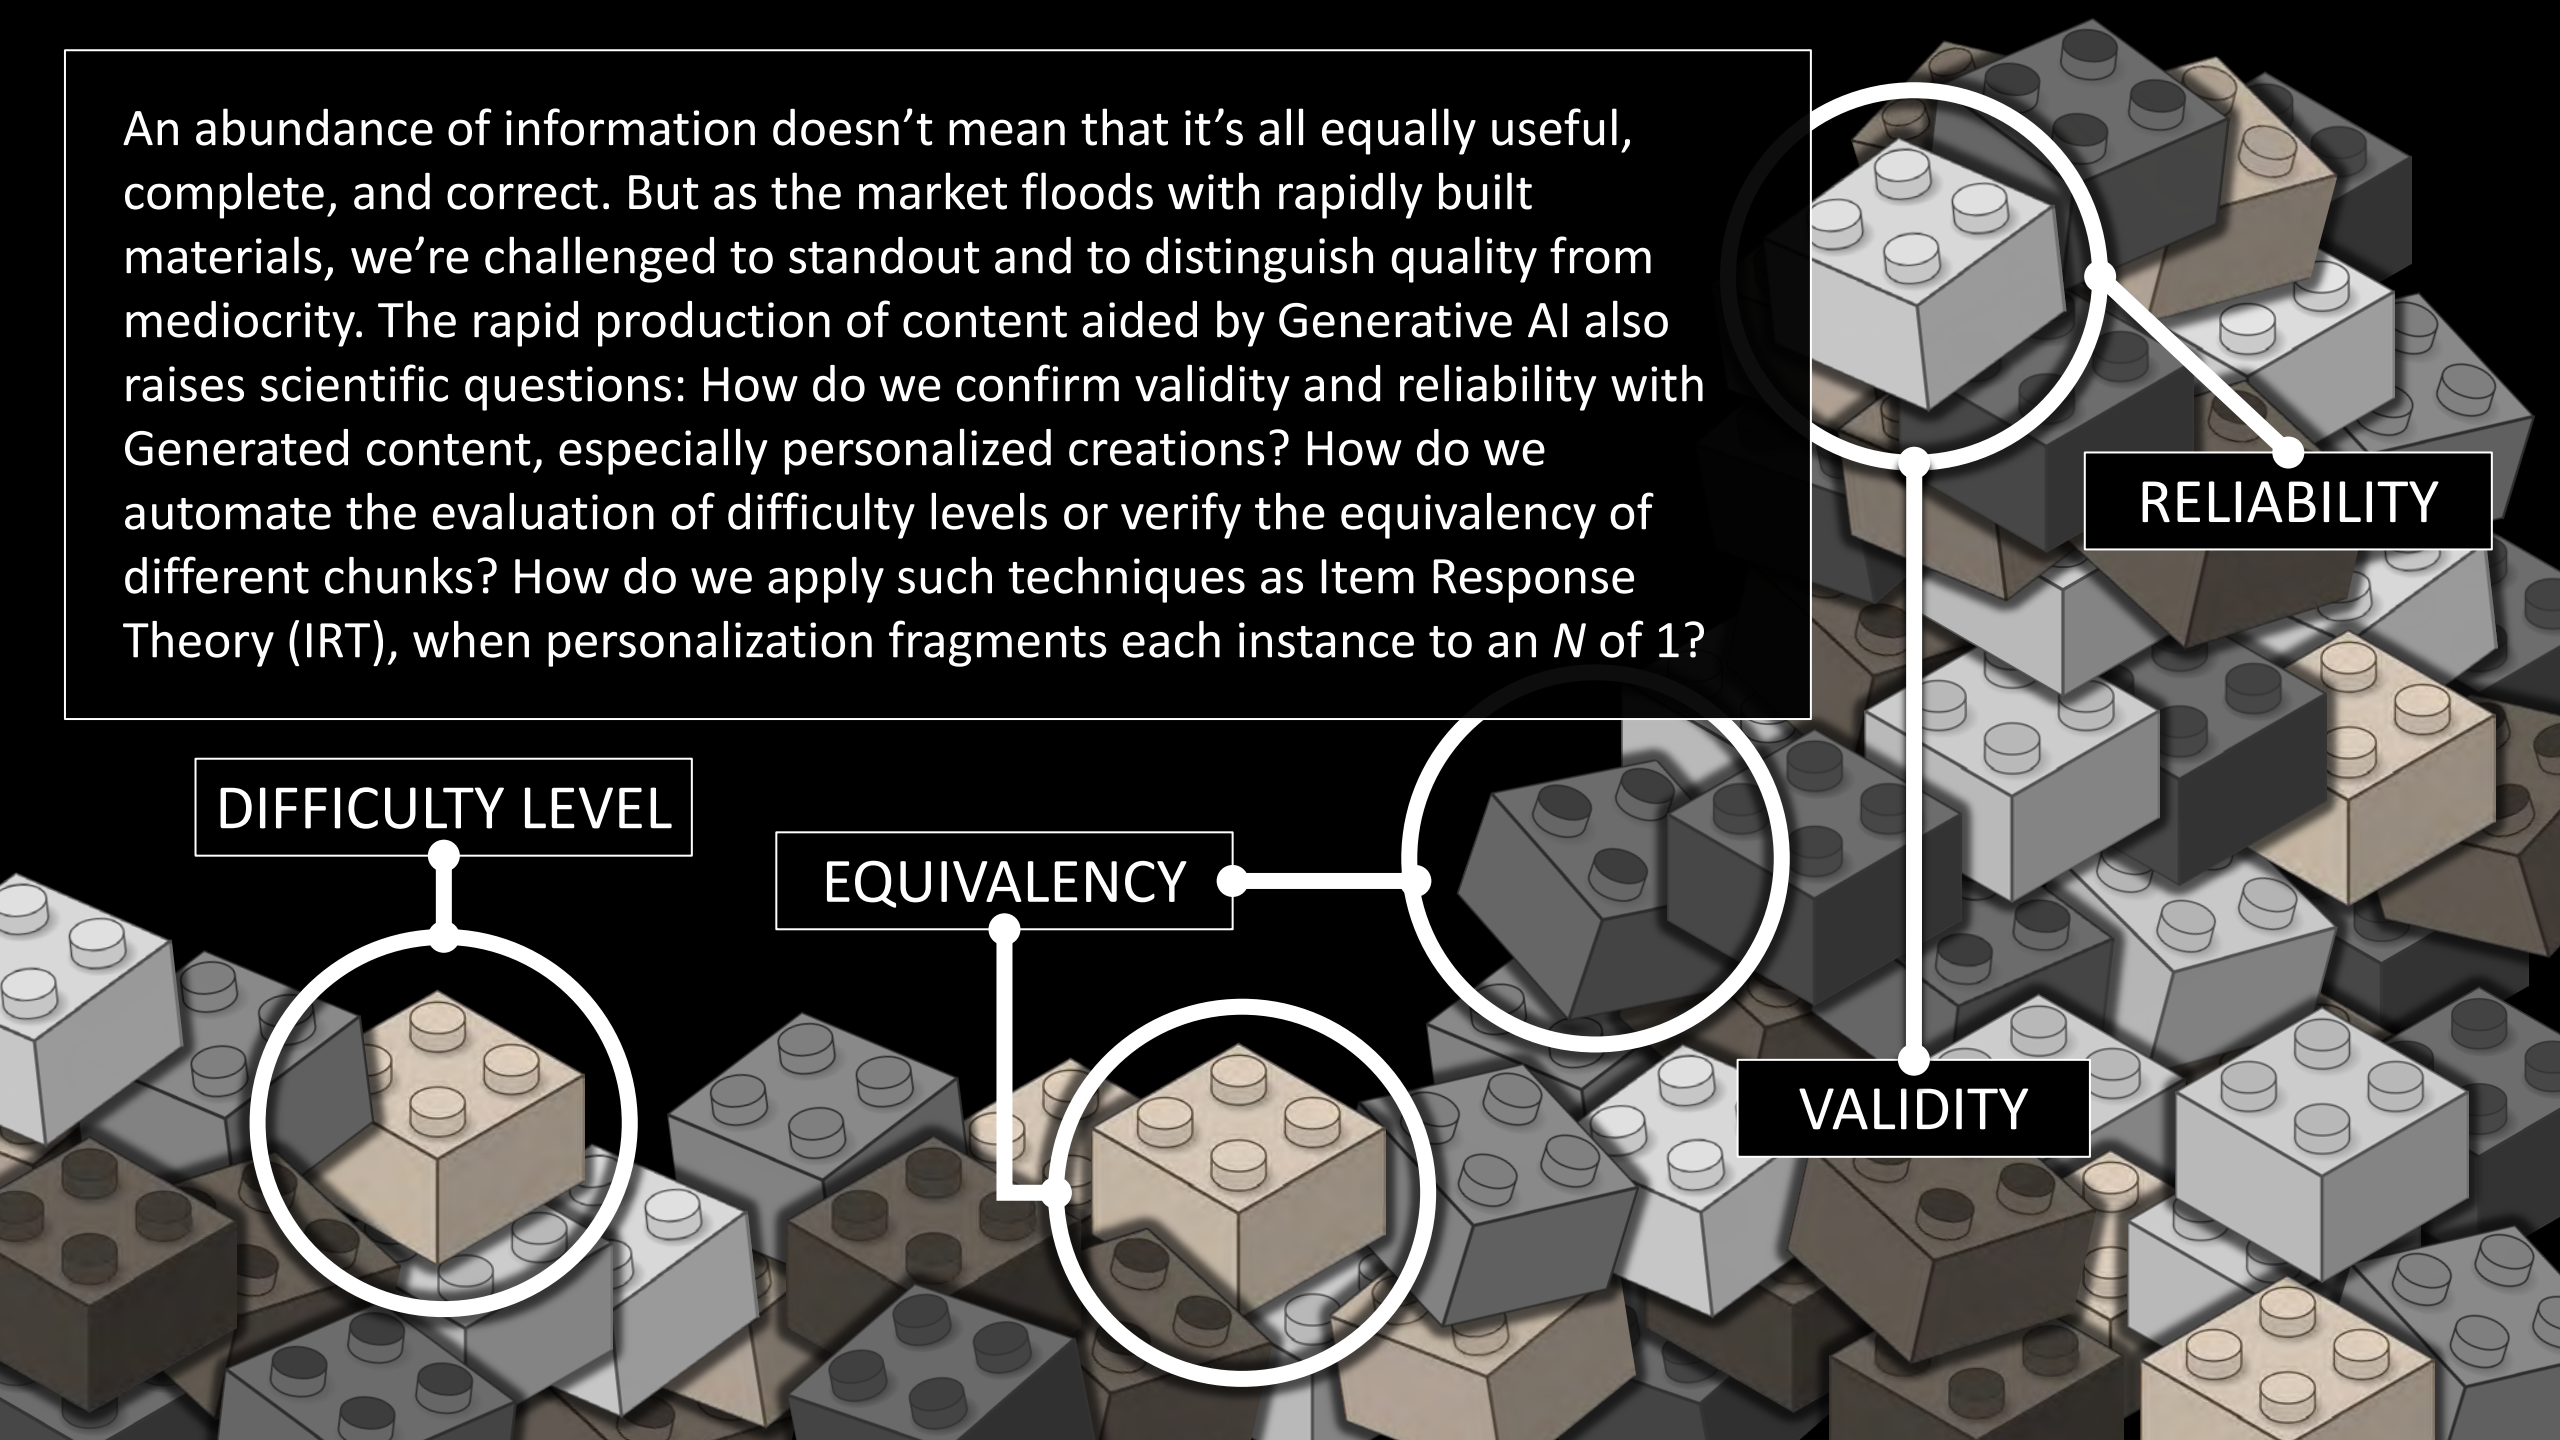 An abundance of information doesn’t mean that it’s all equally useful,
complete, and correct. But as the market floods with rapidly built
materials, we’re challenged to standout and to distinguish quality from
mediocrity. The rapid production of content aided by Generative AI also
raises scientific questions: How do we confirm validity and reliability with
Generated content, especially personalized creations? How do we
automate the evaluation of difficulty levels or verify the equivalency of
different chunks? How do we apply such techniques as Item Response
Theory (IRT), when personalization fragments each instance to an N of 1?
RELIABILITY
DIFFICULTY LEVEL
EQUIVALENCY
VALIDITY